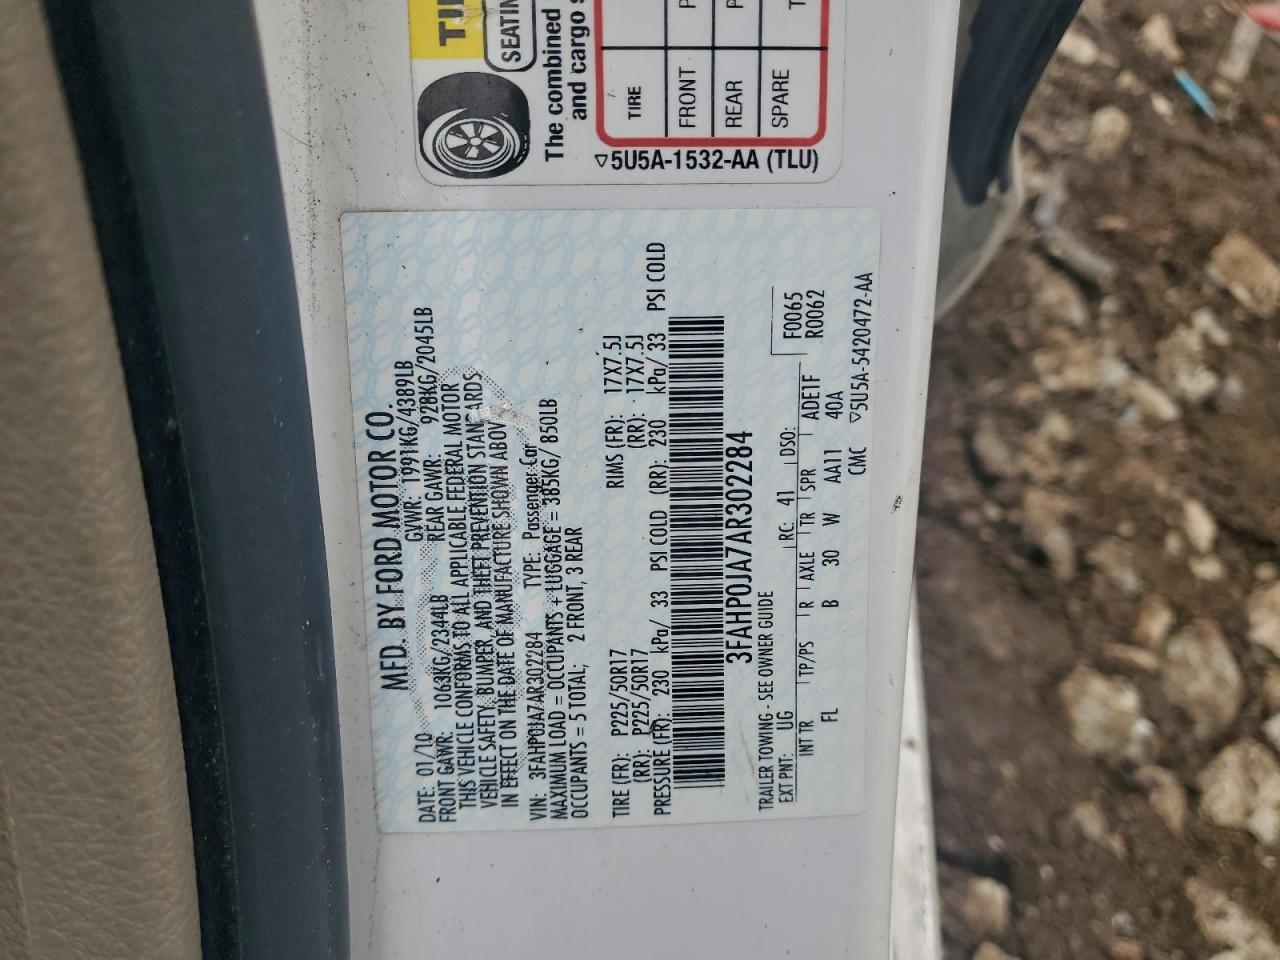 MFD. BY FORD MOTOR CO.
DATE: 01/10 GVWR: 1991KG/4389LB
FRONT GAWR: 1063KG/2344LB REAR GAWR: 928KG/2045LB
THIS VEHICLE CONFORMS TO ALL APPLICABLE FEDERAL MOTOR
VEHICLE SAFETY, BUMPER, AND THEFT PREVENTION STANDARDS
IN EFFECT ON THE DATE OF MANUFACTURE SHOWN ABOVE
VIN: 3FAHP0JA7AR302284 TYPE: Passenger Car
MAXIMUM LOAD = OCCUPANTS + LUGGAGE = 385KG/ 850LB
OCCUPANTS = 5 TOTAL; 2 FRONT, 3 REAR
TIRE (FR): P225/50R17 RIMS (FR): 17X7.5J
(RR): P225/50R17 (RR): 17X7.5J
PRESSURE (FR): 230 kPa/ 33 PSI COLD (RR): 230 kPa/ 33 PSI COLD
3FAHP0JA7AR302284
TRAILER TOWING - SEE OWNER GUIDE
F0065
R0062
EXT PNT: UG RC: 41 DSO:
INT TR TP/PS R AXLE TR SPR ADE1F
FL B 30 W AA11 40A
CMC ▽5U5A-5420472-AA
SEATIN
The combined
and cargo s
TIRE
FRONT P
REAR P
SPARE T
▽5U5A-1532-AA (TLU)